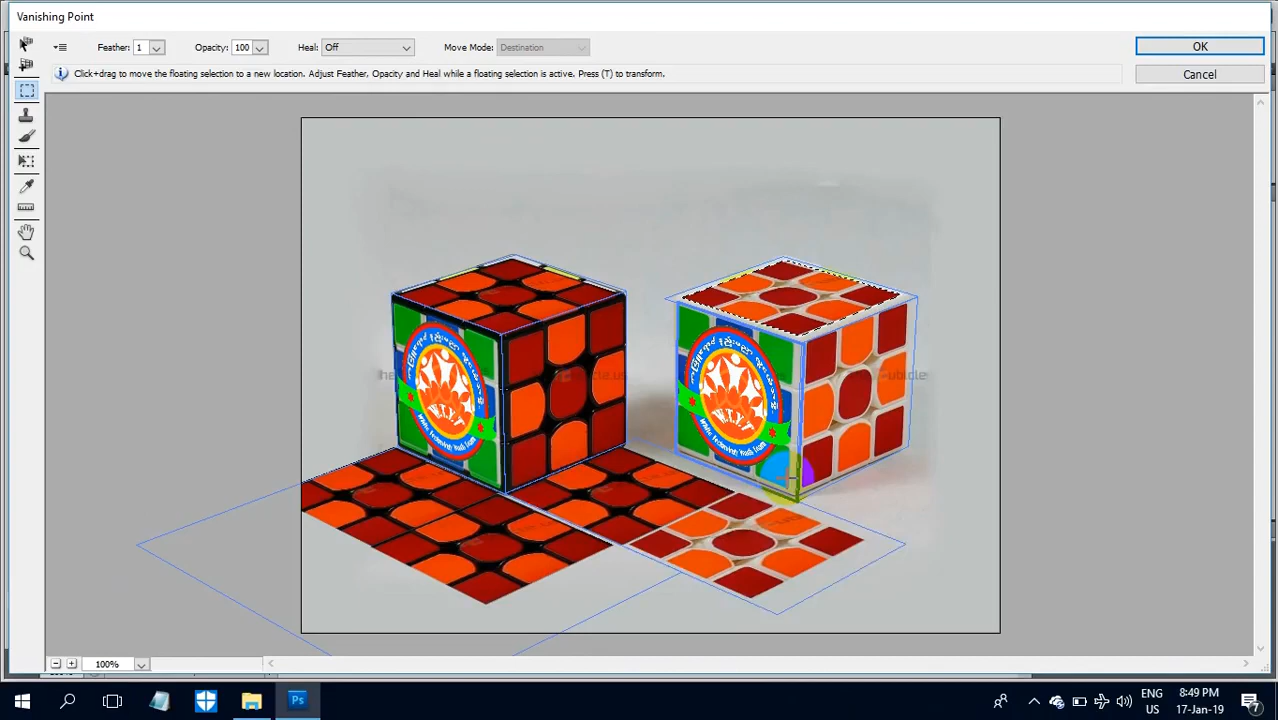 Vanishing Point
Feather: 1 Opacity: 100 Heal: Off Move Mode: Destination
OK
Click+drag to move the floating selection to a new location. Adjust Feather, Opacity and Heal while a floating selection is active. Press (T) to transform.
Cancel
W.T.Y.T
W.T.Y.T
100%
Ps
ENG
US
8:49 PM
17-Jan-19
7